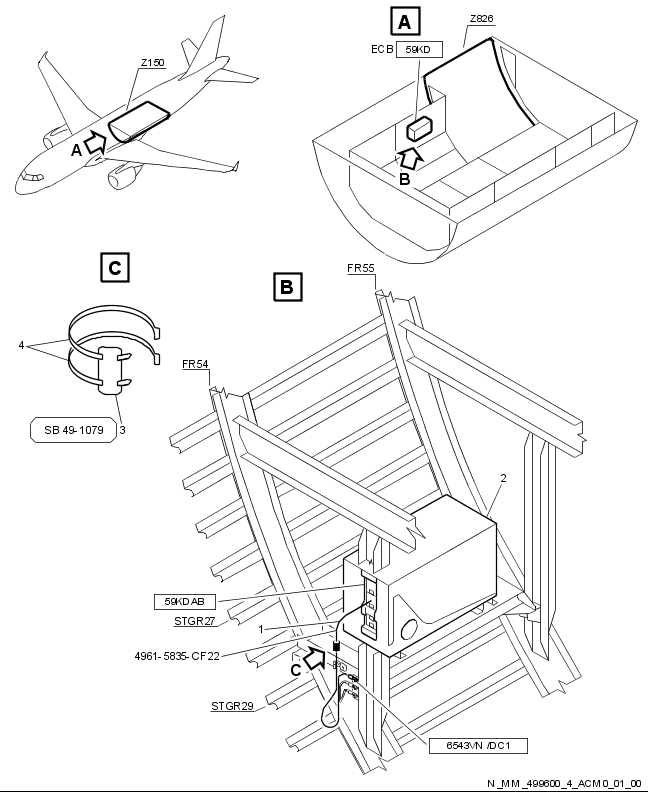 A
Z826
ECB 59KD
Z150
A
B
C
B
FR55
4
FR54
SB 49-1079 3
2
59KDAB
STGR27
1
4961-5835-CF22
C
STGR29
6543VN /DC1
N_MM_499600_4_ACM0_01_00